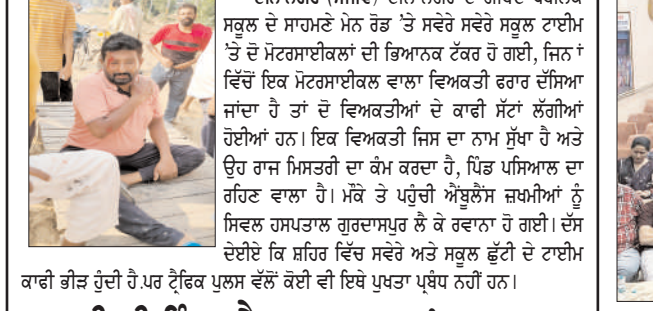 ਸਕੂਲ ਦੇ ਸਾਹਮਣੇ ਮੇਨ ਰੋਡ ’ਤੇ ਸਵੇਰੇ ਸਵੇਰੇ ਸਕੂਲ ਟਾਈਮ
’ਤੇ ਦੋ ਮੋਟਰਸਾਈਕਲਾਂ ਦੀ ਭਿਆਨਕ ਟੱਕਰ ਹੋ ਗਈ, ਜਿਨਾਂ
ਵਿੱਚੋਂ ਇਕ ਮੋਟਰਸਾਈਕਲ ਵਾਲਾ ਵਿਅਕਤੀ ਫਰਾਰ ਦੱਸਿਆ
ਜਾਂਦਾ ਹੈ ਤਾਂ ਦੋ ਵਿਅਕਤੀਆਂ ਦੇ ਕਾਫੀ ਸੱਟਾਂ ਲੱਗੀਆਂ
ਹੋਈਆਂ ਹਨ। ਇਕ ਵਿਅਕਤੀ ਜਿਸ ਦਾ ਨਾਮ ਸੁੱਖਾ ਹੈ ਅਤੇ
ਉਹ ਰਾਜ ਮਿਸਤਰੀ ਦਾ ਕੰਮ ਕਰਦਾ ਹੈ, ਪਿੰਡ ਪਸਿਆਲ ਦਾ
ਰਹਿਣ ਵਾਲਾ ਹੈ। ਮੌਕੇ ਤੇ ਪਹੁੰਚੀ ਐਂਬੂਲੈਂਸ ਜ਼ਖਮੀਆਂ ਨੂੰ
ਸਿਵਲ ਹਸਪਤਾਲ ਗੁਰਦਾਸਪੁਰ ਲੈ ਕੇ ਰਵਾਨਾ ਹੋ ਗਈ। ਦੱਸ
ਦੇਈਏ ਕਿ ਸ਼ਹਿਰ ਵਿੱਚ ਸਵੇਰੇ ਅਤੇ ਸਕੂਲ ਛੁੱਟੀ ਦੇ ਟਾਈਮ
ਕਾਫੀ ਭੀੜ ਹੁੰਦੀ ਹੈ.ਪਰ ਟ੍ਰੈਫਿਕ ਪੁਲਸ ਵੱਲੋਂ ਕੋਈ ਵੀ ਇਥੇ ਪੁਖਤਾ ਪ੍ਰਬੰਧ ਨਹੀਂ ਹਨ।